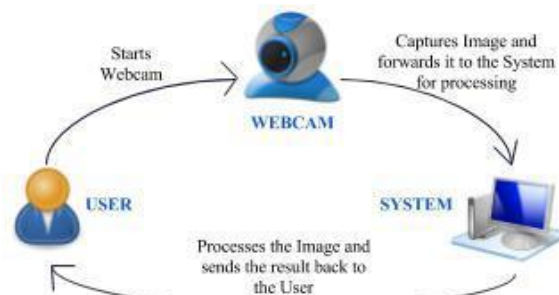 Starts
Webcam
Captures Image and
forwards it to the System
for processing
WEBCAM
USER
SYSTEM
Processes the Image and
sends the result back to
the User